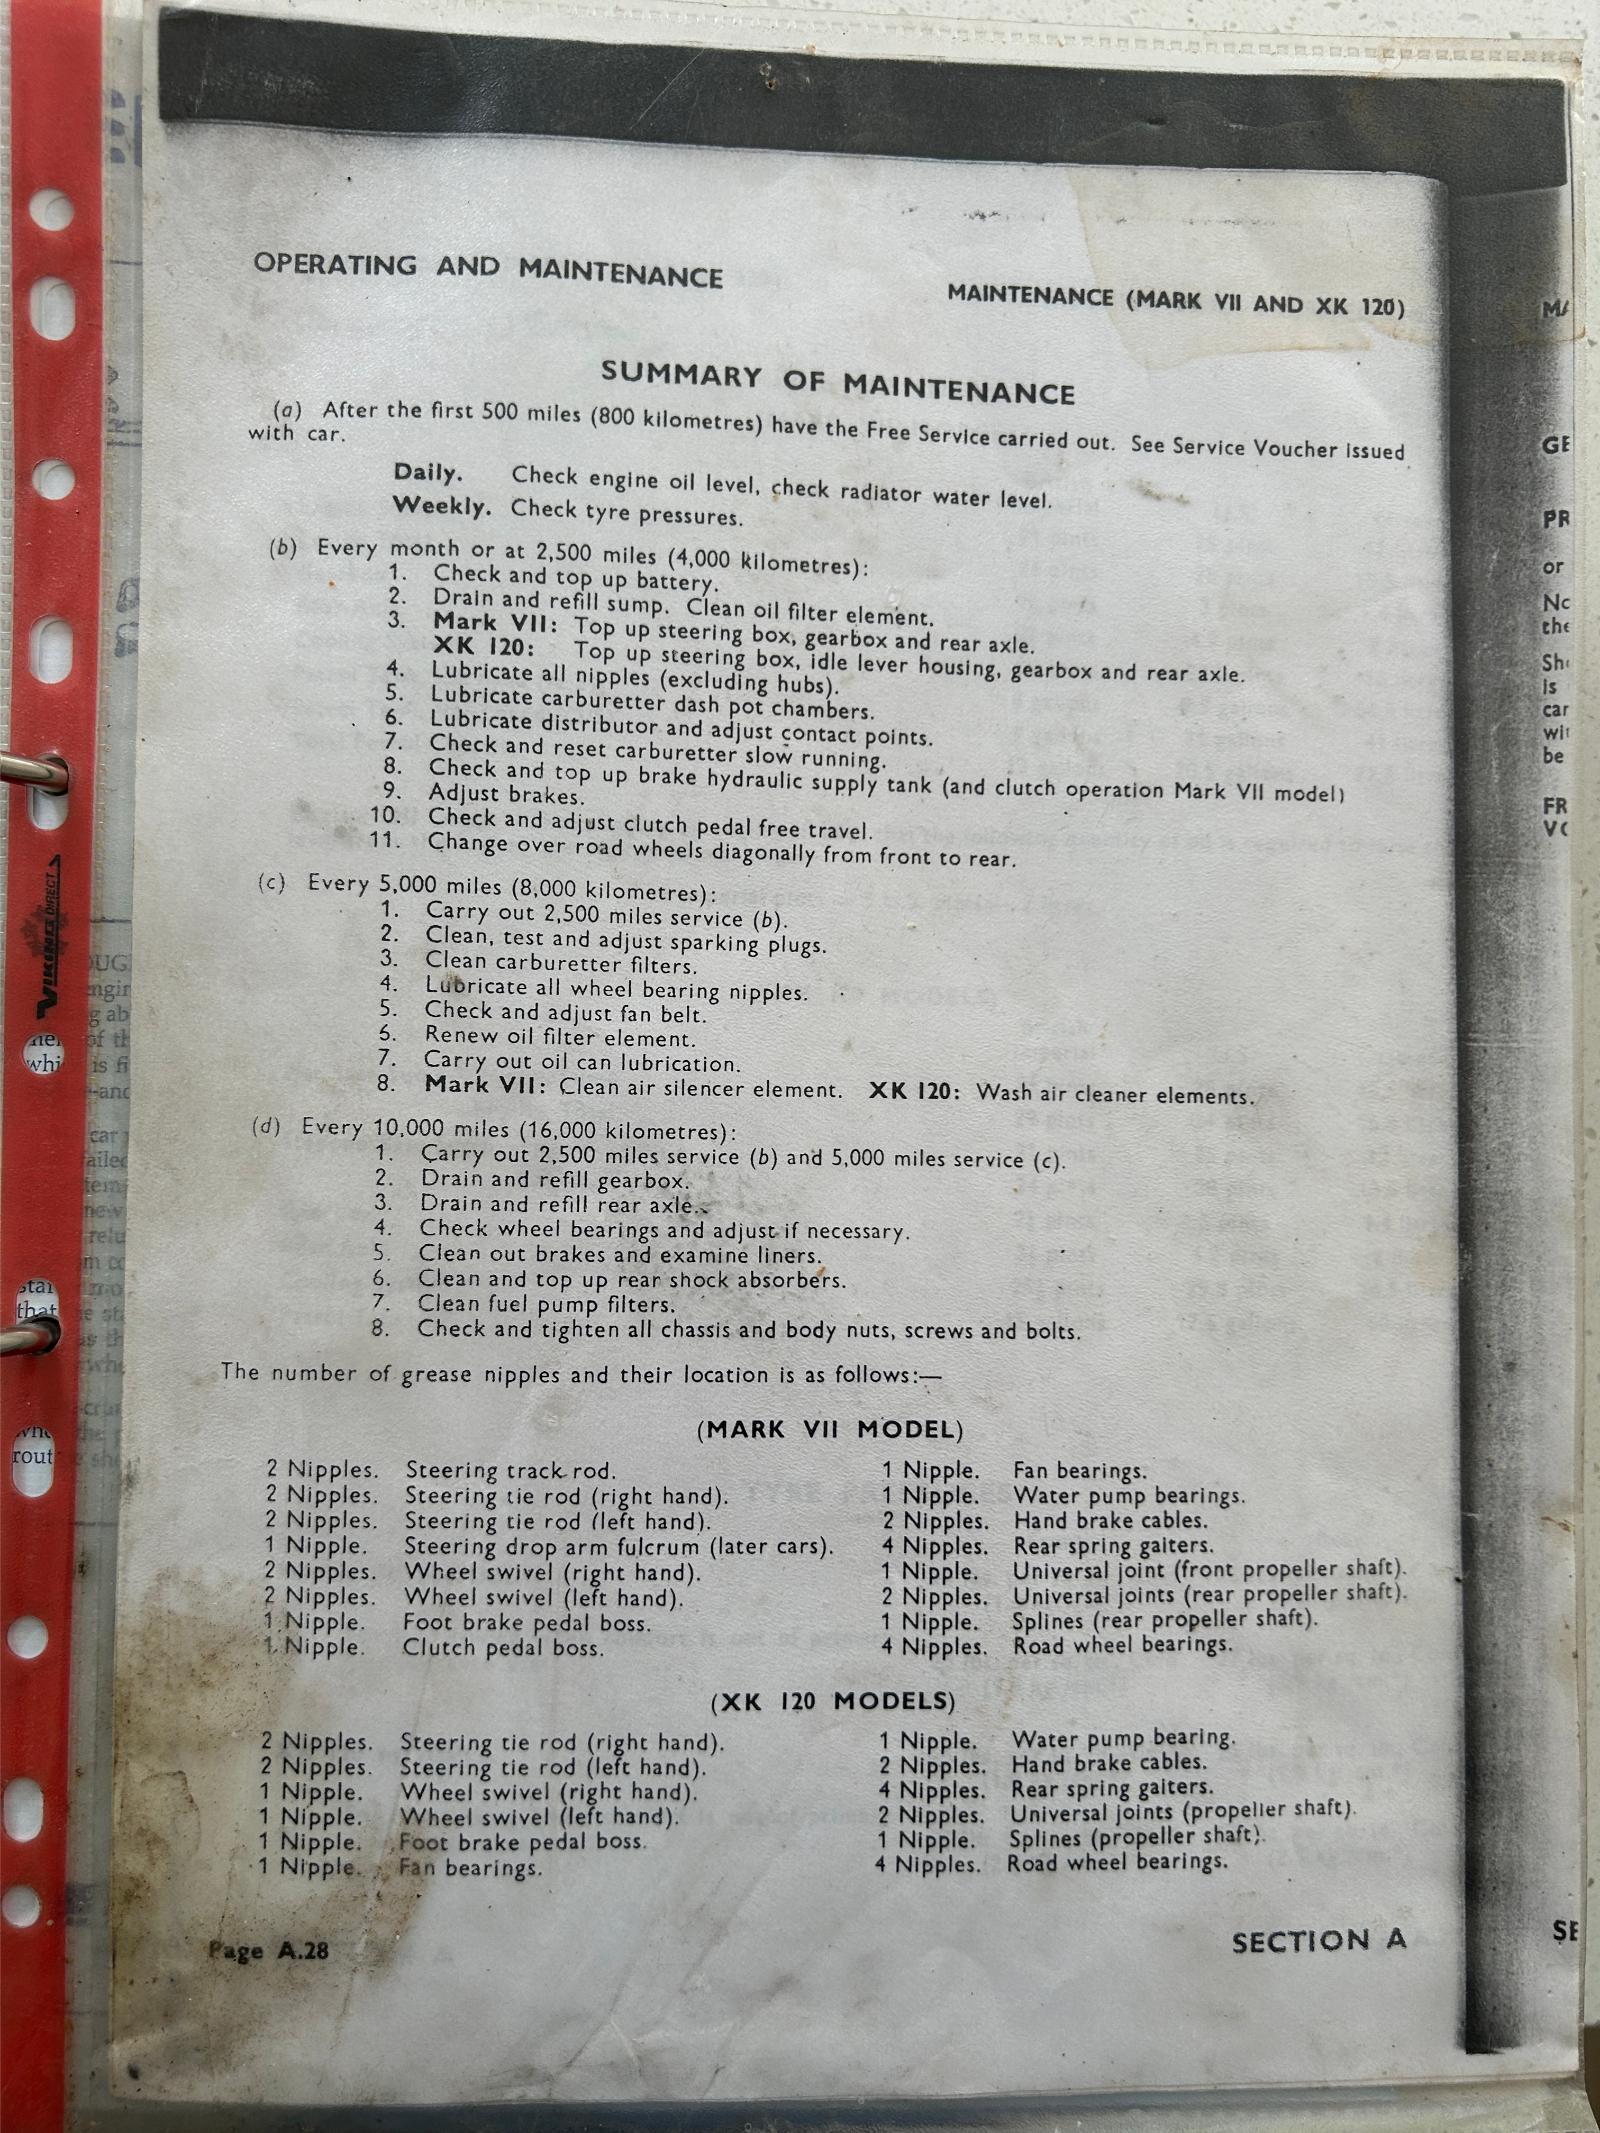 OPERATING AND MAINTENANCE
MAINTENANCE (MARK VII AND XK 120)
SUMMARY OF MAINTENANCE
(a) After the first 500 miles (800 kilometres) have the Free Service carried out. See Service Voucher issued
with car.
Daily. Check engine oil level, check radiator water level.
Weekly. Check tyre pressures.
(b) Every month or at 2,500 miles (4,000 kilometres):
1. Check and top up battery.
2. Drain and refill sump. Clean oil filter element.
3. Mark VII: Top up steering box, gearbox and rear axle.
XK 120: Top up steering box, idle lever housing, gearbox and rear axle.
4. Lubricate all nipples (excluding hubs).
5. Lubricate carburetter dash pot chambers.
6. Lubricate distributor and adjust contact points.
7. Check and reset carburetter slow running.
8. Check and top up brake hydraulic supply tank (and clutch operation Mark VII model)
9. Adjust brakes.
10. Check and adjust clutch pedal free travel.
11. Change over road wheels diagonally from front to rear.
(c) Every 5,000 miles (8,000 kilometres):
1. Carry out 2,500 miles service (b).
2. Clean, test and adjust sparking plugs.
3. Clean carburetter filters.
4. Lubricate all wheel bearing nipples.
5. Check and adjust fan belt.
6. Renew oil filter element.
7. Carry out oil can lubrication.
8. Mark VII: Clean air silencer element. XK 120: Wash air cleaner elements.
(d) Every 10,000 miles (16,000 kilometres):
1. Carry out 2,500 miles service (b) and 5,000 miles service (c).
2. Drain and refill gearbox.
3. Drain and refill rear axle.
4. Check wheel bearings and adjust if necessary.
5. Clean out brakes and examine liners.
6. Clean and top up rear shock absorbers.
7. Clean fuel pump filters.
8. Check and tighten all chassis and body nuts, screws and bolts.
The number of grease nipples and their location is as follows:—
(MARK VII MODEL)
2 Nipples. Steering track rod.
2 Nipples. Steering tie rod (right hand).
2 Nipples. Steering tie rod (left hand).
1 Nipple. Steering drop arm fulcrum (later cars).
2 Nipples. Wheel swivel (right hand).
2 Nipples. Wheel swivel (left hand).
1 Nipple. Foot brake pedal boss.
1 Nipple. Clutch pedal boss.
1 Nipple. Fan bearings.
1 Nipple. Water pump bearings.
2 Nipples. Hand brake cables.
4 Nipples. Rear spring gaiters.
1 Nipple. Universal joint (front propeller shaft).
2 Nipples. Universal joints (rear propeller shaft).
1 Nipple. Splines (rear propeller shaft).
4 Nipples. Road wheel bearings.
(XK 120 MODELS)
2 Nipples. Steering tie rod (right hand).
2 Nipples. Steering tie rod (left hand).
1 Nipple. Wheel swivel (right hand).
1 Nipple. Wheel swivel (left hand).
1 Nipple. Foot brake pedal boss.
1 Nipple. Fan bearings.
1 Nipple. Water pump bearing.
2 Nipples. Hand brake cables.
4 Nipples. Rear spring gaiters.
2 Nipples. Universal joints (propeller shaft).
1 Nipple. Splines (propeller shaft).
4 Nipples. Road wheel bearings.
Page A.28
SECTION A
VIKING DIRECT